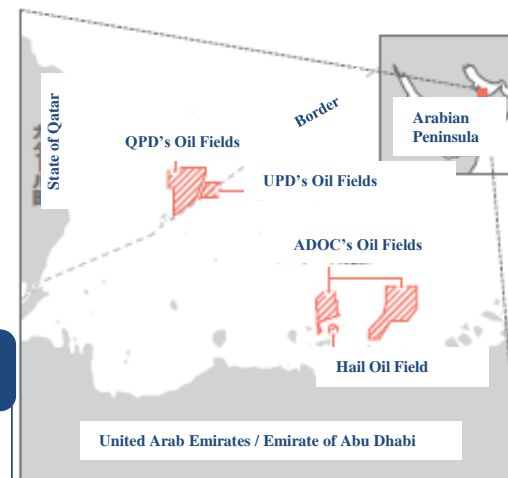 Border
Arabian
Peninsula
State of Qatar
QPD's Oil Fields
UPD's Oil Fields
ADOC's Oil Fields
Hail Oil Field
United Arab Emirates / Emirate of Abu Dhabi